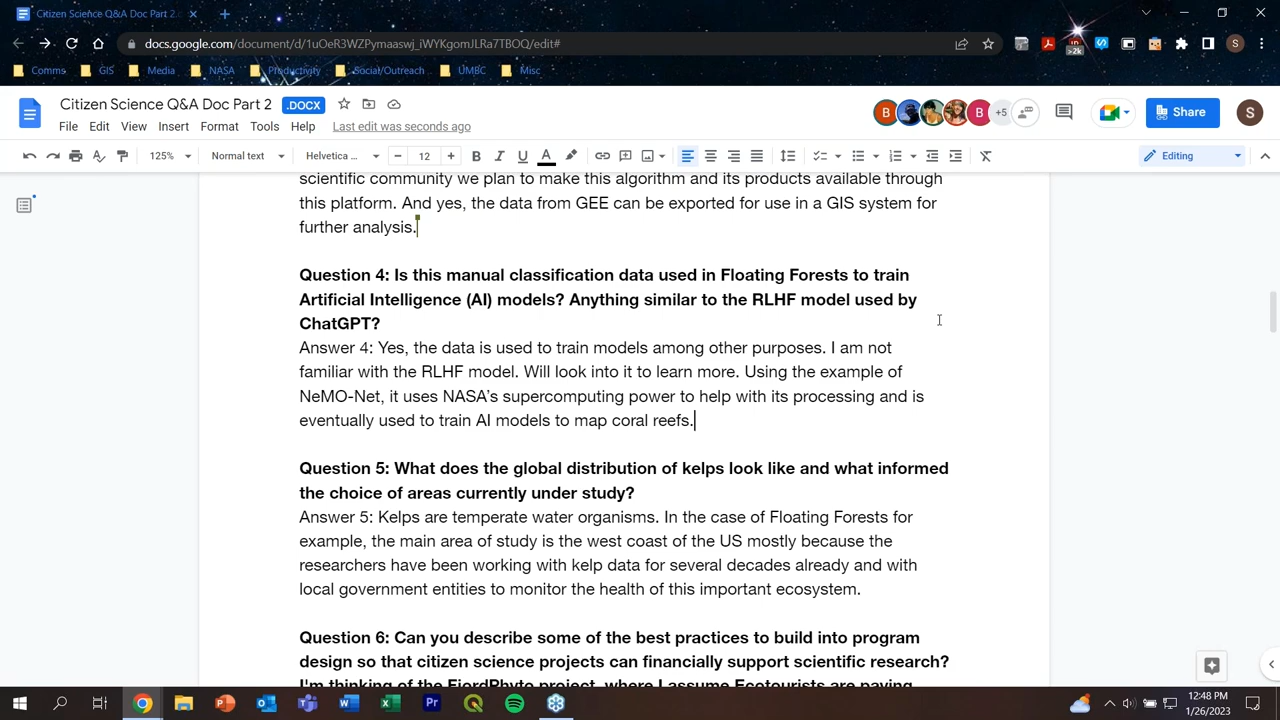 Citizen Science Q&A Doc Part 2.
docs.google.com/document/d/1uOeR3WZPymaaswj_iWYKgomJLRa7TBOQ/edit#
>2k
S
Comms
GIS
Media
NASA
Productivity
Social/Outreach
UMBC
Misc
Citizen Science Q&A Doc Part 2
.DOCX
B
B
+5
Share
S
File Edit View Insert Format Tools Help Last edit was seconds ago
125% Normal text Helvetica ... 12 B I U A Editing
scientific community we plan to make this algorithm and its products available through
this platform. And yes, the data from GEE can be exported for use in a GIS system for
further analysis.
Question 4: Is this manual classification data used in Floating Forests to train
Artificial Intelligence (AI) models? Anything similar to the RLHF model used by
ChatGPT?
Answer 4: Yes, the data is used to train models among other purposes. I am not
familiar with the RLHF model. Will look into it to learn more. Using the example of
NeMO-Net, it uses NASA's supercomputing power to help with its processing and is
eventually used to train AI models to map coral reefs.
Question 5: What does the global distribution of kelps look like and what informed
the choice of areas currently under study?
Answer 5: Kelps are temperate water organisms. In the case of Floating Forests for
example, the main area of study is the west coast of the US mostly because the
researchers have been working with kelp data for several decades already and with
local government entities to monitor the health of this important ecosystem.
Question 6: Can you describe some of the best practices to build into program
design so that citizen science projects can financially support scientific research?
I'm thinking of the FjordPhyto project, where I assume Ecotourists are paying
12:48 PM
1/26/2023